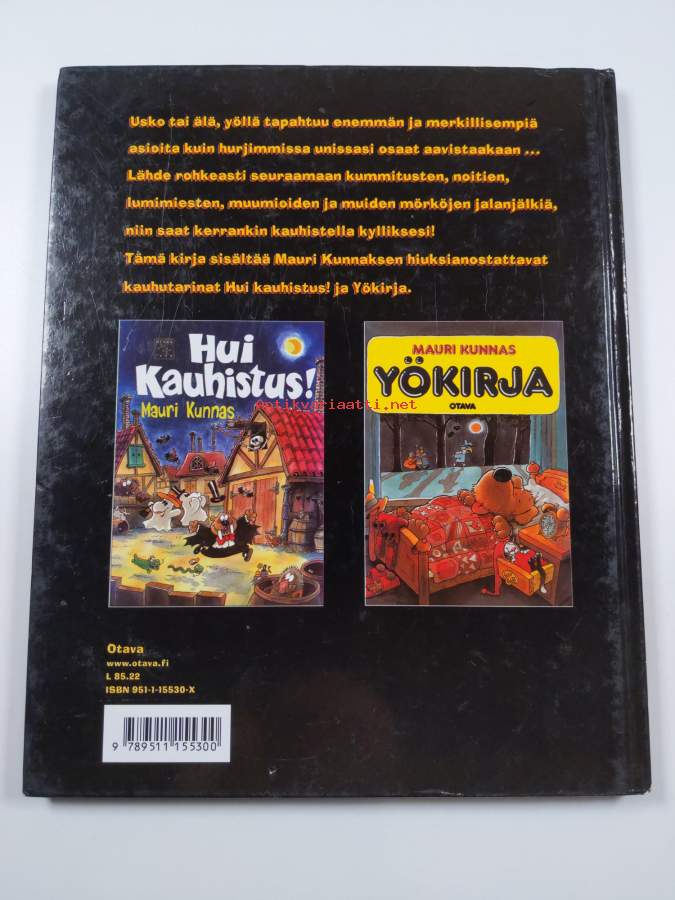 Usko tai älä, yöllä tapahtuu enemmän ja merkillisempiä
asioita kuin hurjimmissa unissasi osaat aavistaakaan ...
Lähde rohkeasti seuraamaan kummitusten, noitien,
lumimiesten, muumioiden ja muiden mörköjen jalanjälkiä,
niin saat kerrankin kauhistella kylliksesi!
Tämä kirja sisältää Mauri Kunnaksen hiuksianostattavat
kauhutarinat Hui kauhistus! ja Yökirja.
Hui
Kauhistus!
Mauri Kunnas
MAURI KUNNAS
YÖKIRJA
OTAVA
antikvariaatti.net
Otava
www.otava.fi
L 85.22
ISBN 951-1-15530-X
9 789511 155300